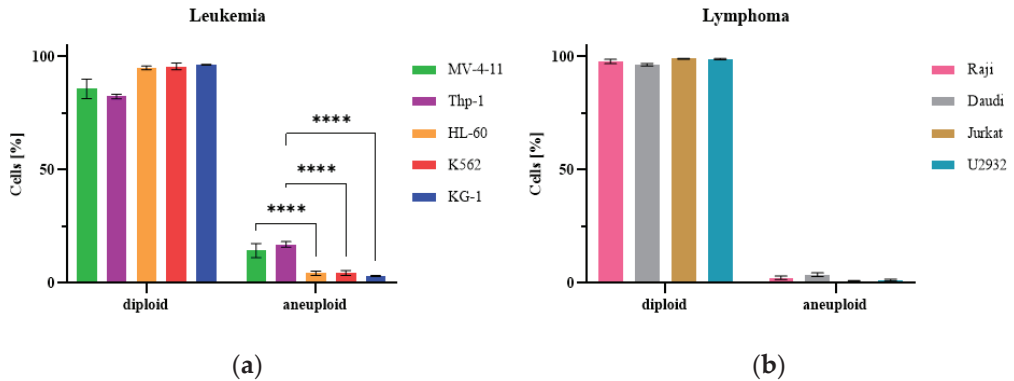 Leukemia
Cells [%]
100
50
0
diploid
aneuploid
MV-4-11
Thp-1
HL-60
K562
KG-1
****
****
****
(a)
Lymphoma
Cells [%]
100
50
0
diploid
aneuploid
Raji
Daudi
Jurkat
U2932
(b)